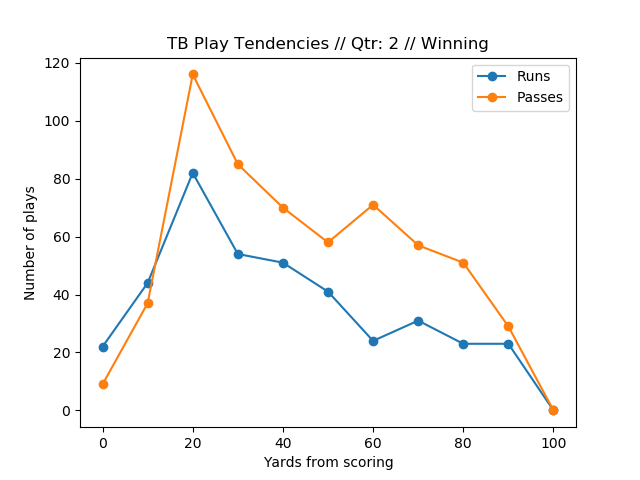 TB Play Tendencies // Qtr: 2 // Winning
Runs
Passes
Number of plays
120
100
80
60
40
20
0
0 20 40 60 80 100
Yards from scoring